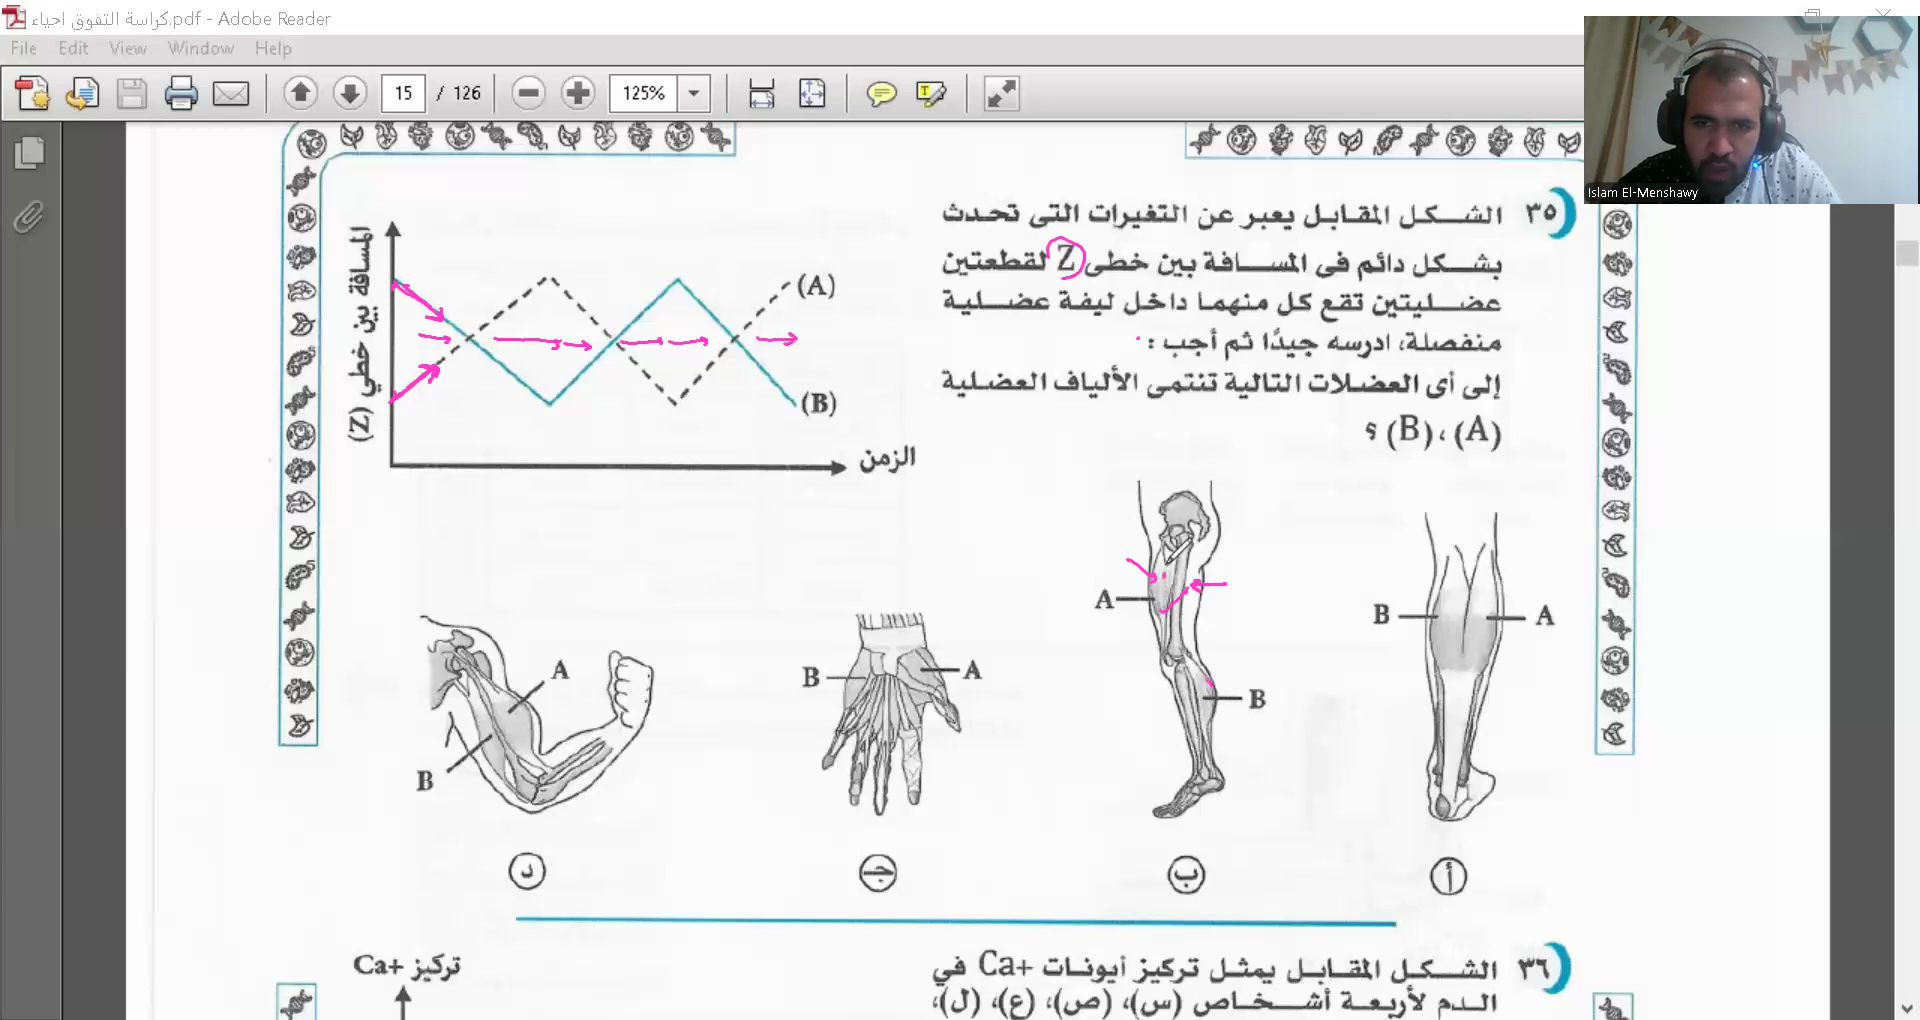 كراسة التفوق احياء.pdf - Adobe Reader
File Edit View Window Help
15 / 126 125%
Islam El-Menshawy
٣٥ الشكل المقابل يعبر عن التغيرات التى تحدث
بشكل دائم فى المسافة بين خطى Z لقطعتين
عضليتين تقع كل منهما داخل ليفة عضلية
منفصلة، ادرسه جيدًا ثم أجب :
إلى أى العضلات التالية تنتمى الألياف العضلية
(A)، (B) ؟
المسافة بين خطي (Z)
(A)
(B)
الزمن
A
B
أ
A
B
ب
A
B
جـ
A
B
د
٣٦ الشكل المقابل يمثل تركيز أيونات Ca+ في
الدم لأربعة أشخاص (س)، (ص)، (ع)، (ل)،
تركيز Ca+